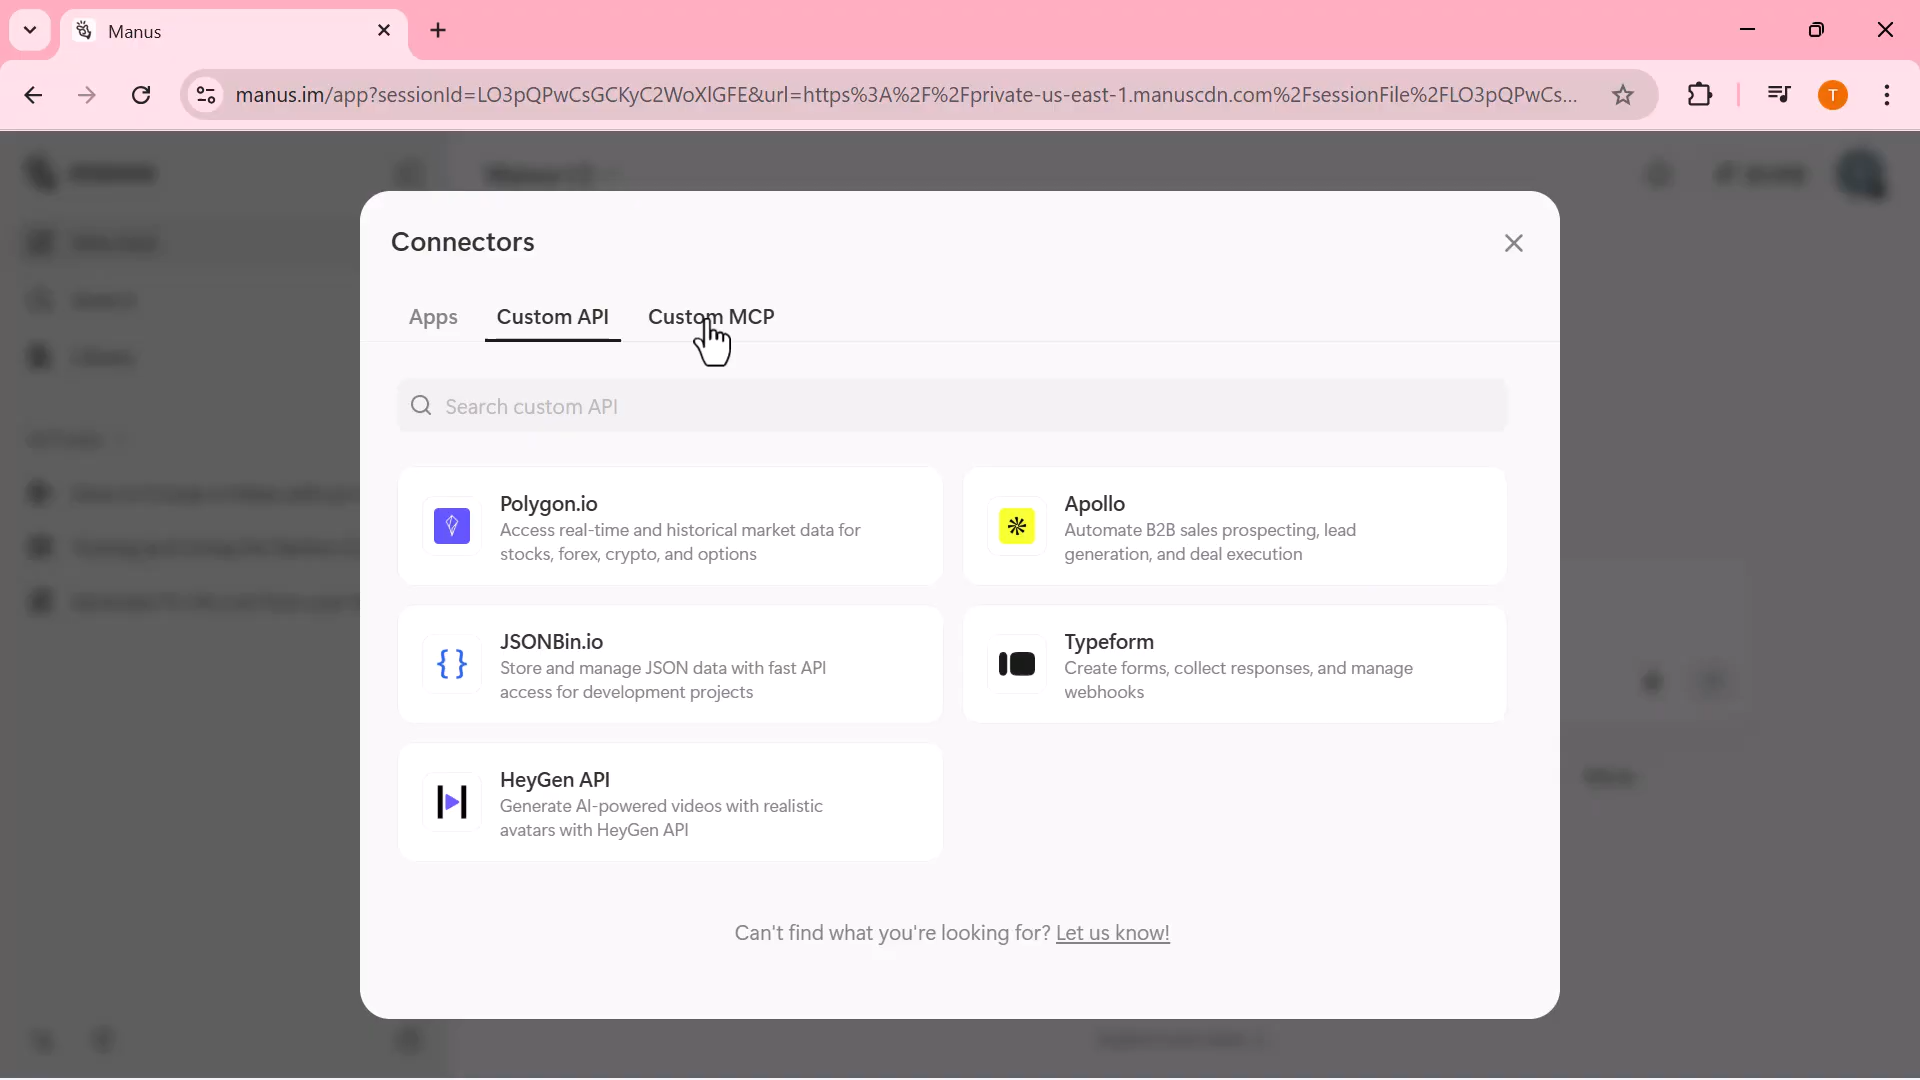 Manus
manus.im/app?sessionId=LO3pQPwCsGCKyC2WoXlGFE&url=https%3A%2F%2Fprivate-us-east-1.manuscdn.com%2FsessionFile%2FLO3pQPwCs...
T
Connectors
Apps
Custom API
Custom MCP
Search custom API
Polygon.io
Access real-time and historical market data for
stocks, forex, crypto, and options
Apollo
Automate B2B sales prospecting, lead
generation, and deal execution
JSONBin.io
Store and manage JSON data with fast API
access for development projects
Typeform
Create forms, collect responses, and manage
webhooks
HeyGen API
Generate AI-powered videos with realistic
avatars with HeyGen API
Can't find what you're looking for? Let us know!